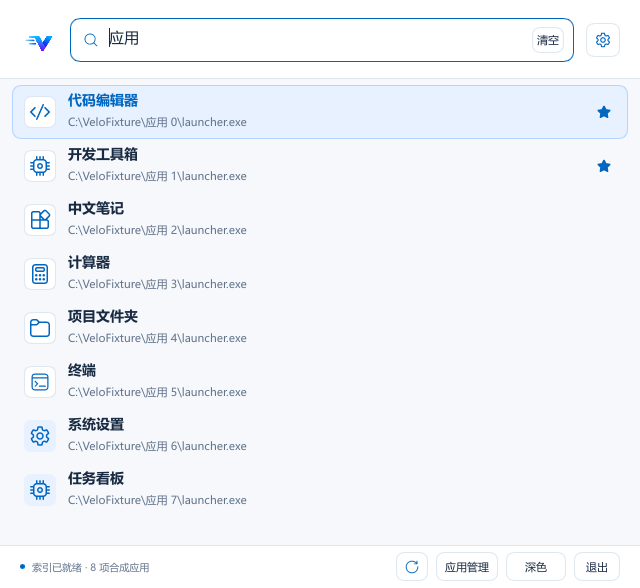 应用
清空
代码编辑器
C:\VeloFixture\应用 0\launcher.exe
开发工具箱
C:\VeloFixture\应用 1\launcher.exe
中文笔记
C:\VeloFixture\应用 2\launcher.exe
计算器
C:\VeloFixture\应用 3\launcher.exe
项目文件夹
C:\VeloFixture\应用 4\launcher.exe
终端
C:\VeloFixture\应用 5\launcher.exe
系统设置
C:\VeloFixture\应用 6\launcher.exe
任务看板
C:\VeloFixture\应用 7\launcher.exe
索引已就绪 · 8 项合成应用
应用管理
深色
退出